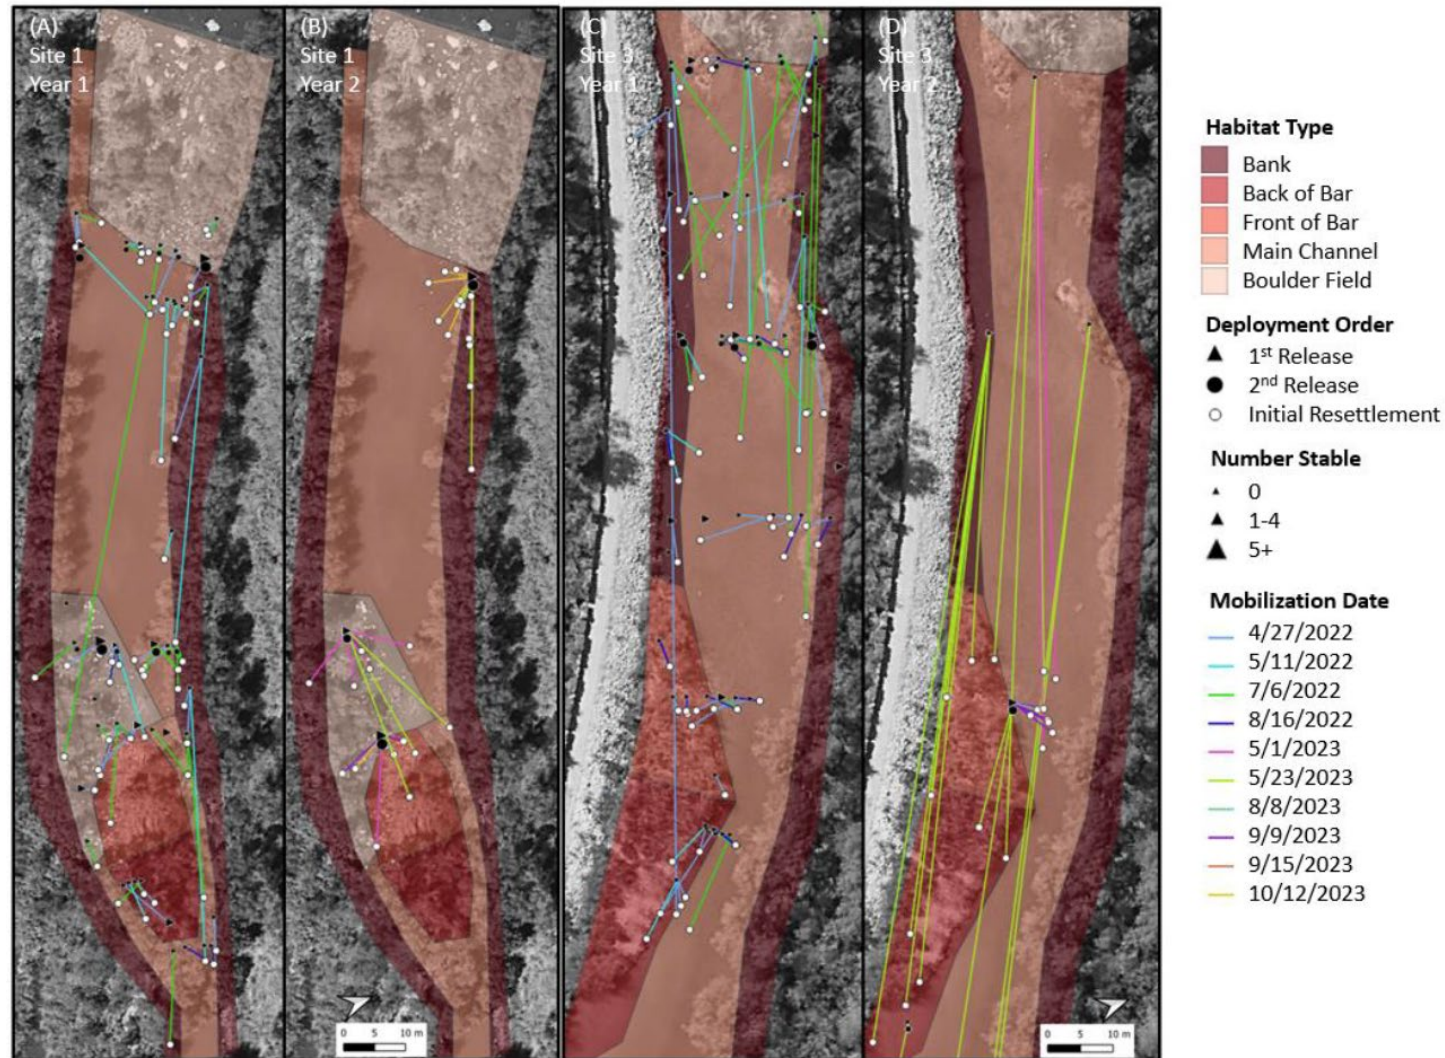 (A)
Site 1
Year 1
(B)
Site 1
Year 2
(C)
Site 3
Year 1
(D)
Site 3
Year 2
0 5 10 m
0 5 10 m
Habitat Type
Bank
Back of Bar
Front of Bar
Main Channel
Boulder Field
Deployment Order
1st Release
2nd Release
Initial Resettlement
Number Stable
0
1-4
5+
Mobilization Date
4/27/2022
5/11/2022
7/6/2022
8/16/2022
5/1/2023
5/23/2023
8/8/2023
9/9/2023
9/15/2023
10/12/2023